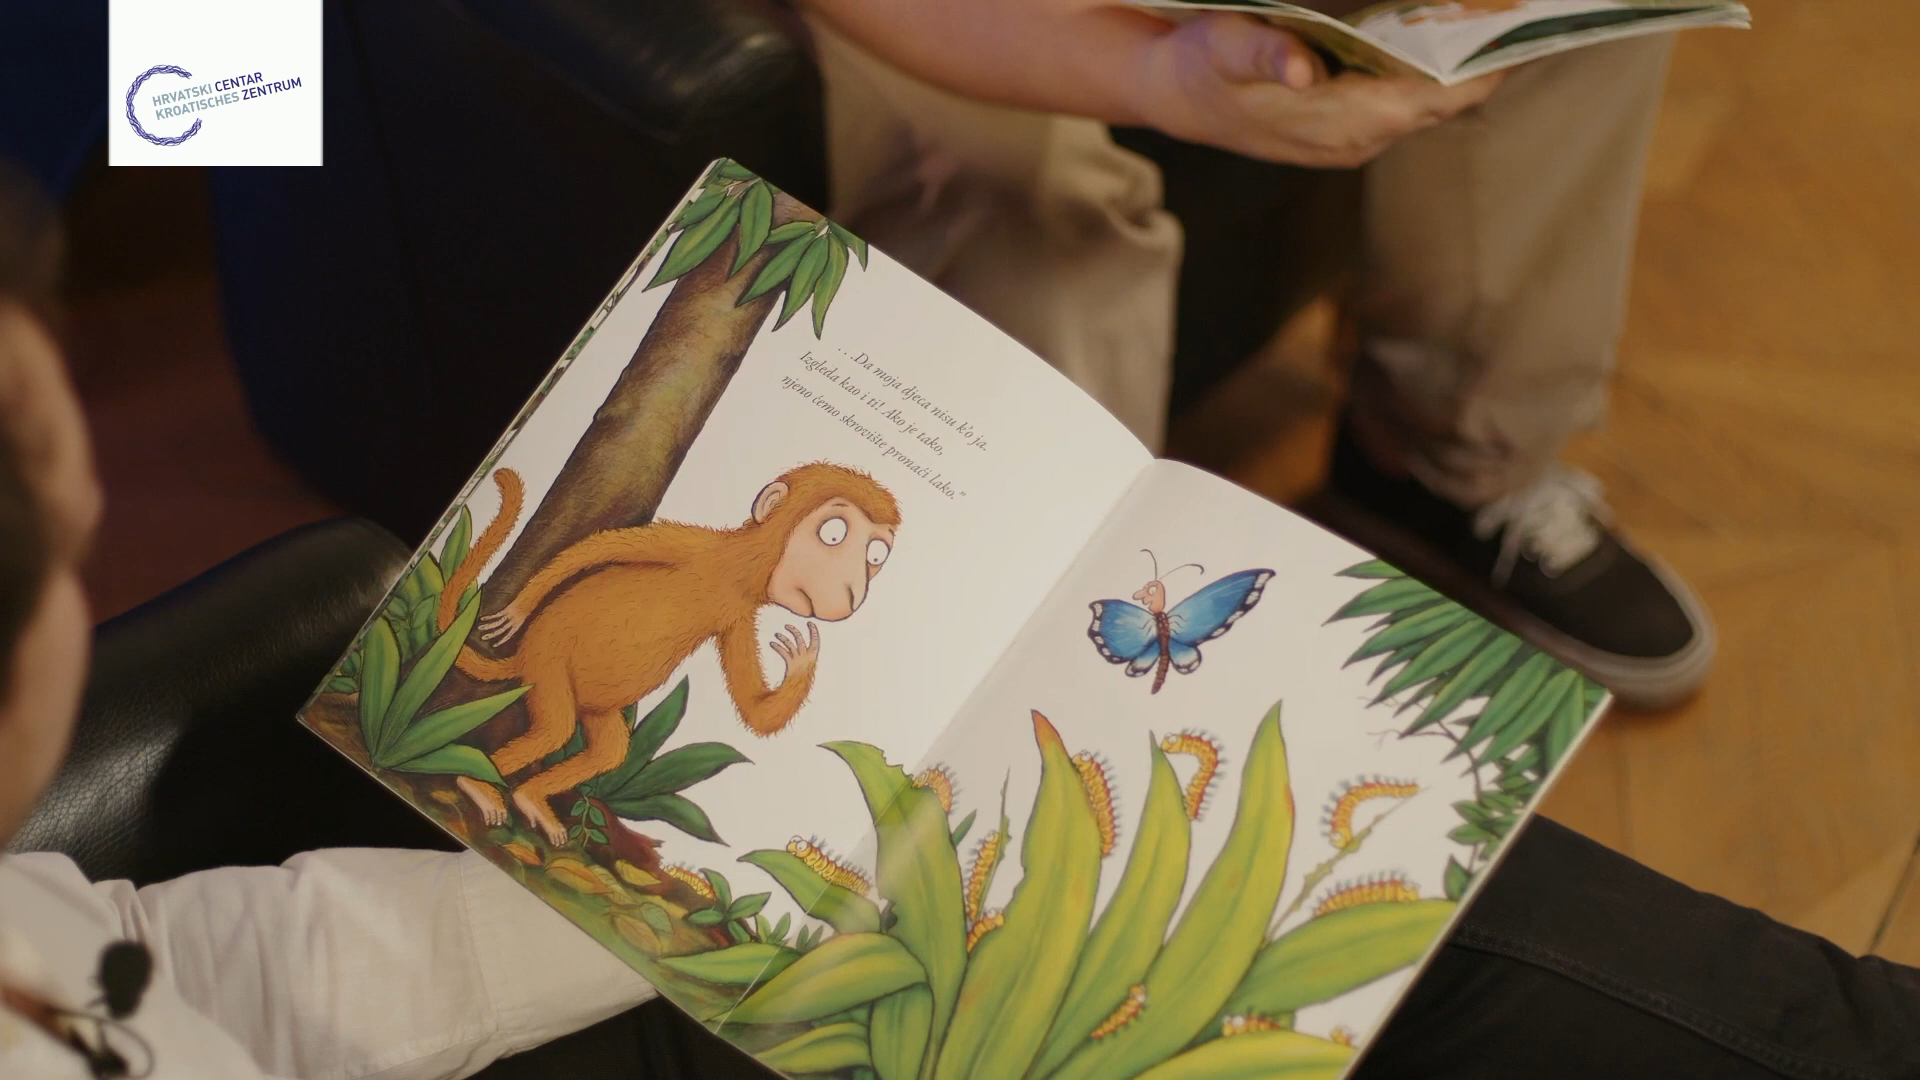 HRVATSKI CENTAR
KROATISCHES ZENTRUM
...Da moja djeca nisu k'o ja.
Izgleda kao i ti! Ako je tako,
njeno ćemo skrovište pronaći lako."